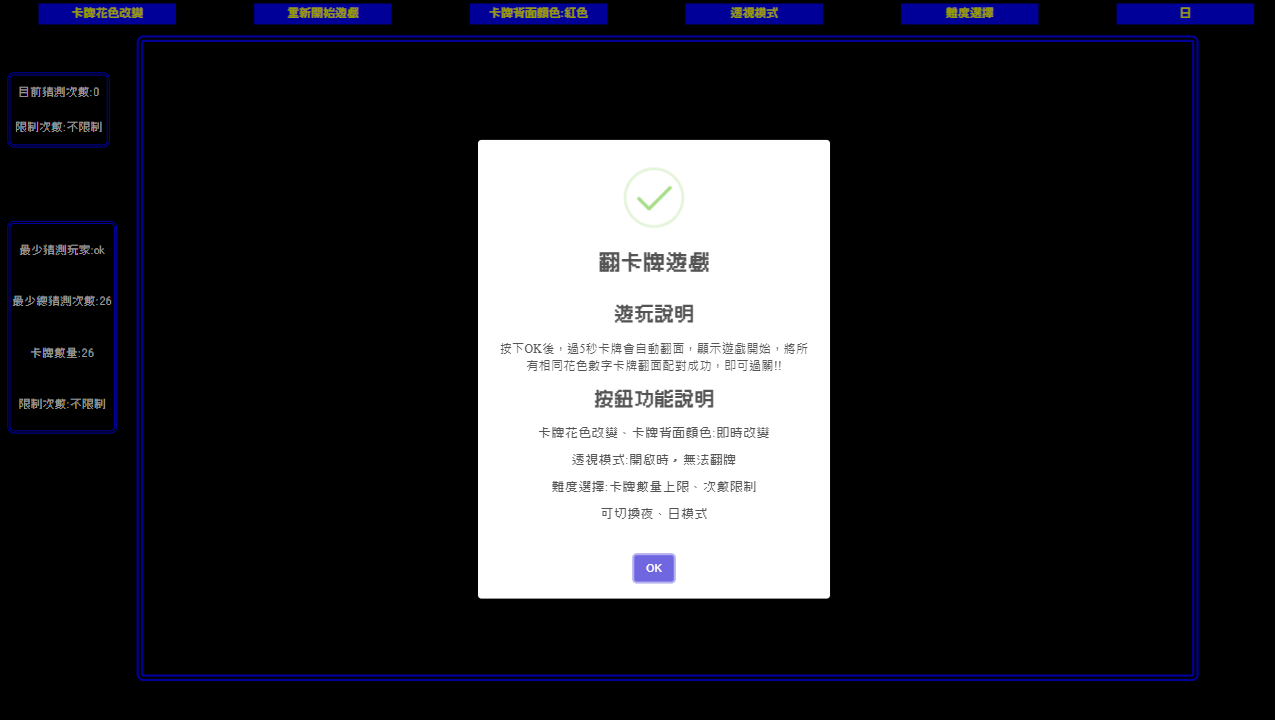 卡牌花色改變 重新開始遊戲 卡牌背面顏色:紅色 透視模式 難度選擇 日
目前猜測次數:0
限制次數:不限制
最少猜測玩家:ok
最少總猜測次數:26
卡牌數量:26
限制次數:不限制
翻卡牌遊戲
遊玩說明
按下OK後，過5秒卡牌會自動翻面，顯示遊戲開始，將所
有相同花色數字卡牌翻面配對成功，即可過關!!
按鈕功能說明
卡牌花色改變、卡牌背面顏色:即時改變
透視模式:開啟時，無法翻牌
難度選擇:卡牌數量上限、次數限制
可切換夜、日模式
OK